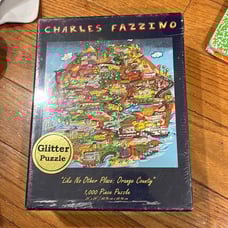 CHARLES FAZZINO
Glitter
Puzzle
"Like No Other Place: Orange County"
1,000 Piece Puzzle